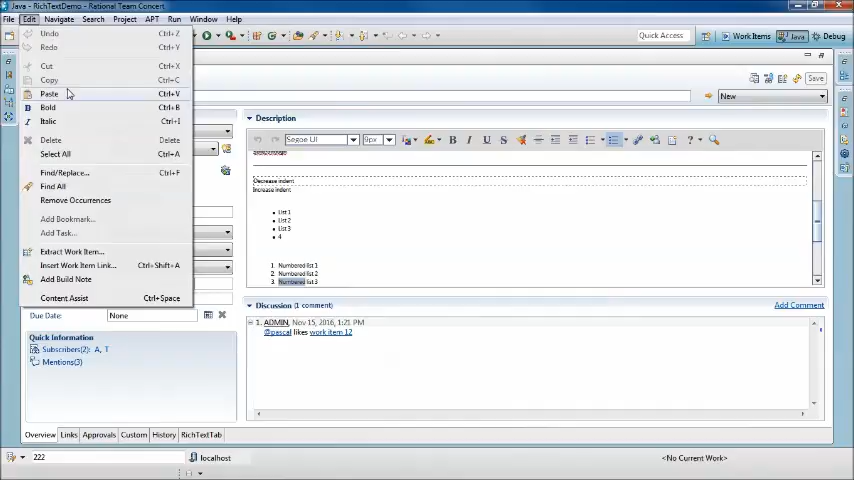 Java - RichTextDemo - Rational Team Concert
File Edit Navigate Search Project APT Run Window Help
Quick Access Work Items Java Debug
Undo Ctrl+Z
Redo Ctrl+Y
Cut Ctrl+X
Copy Ctrl+C
Paste Ctrl+V
Bold Ctrl+B
Italic Ctrl+I
Delete Delete
Select All Ctrl+A
Find/Replace... Ctrl+F
Find All
Remove Occurrences
Add Bookmark...
Add Task...
Extract Work Item...
Insert Work Item Link... Ctrl+Shift+A
Add Build Note
Content Assist Ctrl+Space
Save
New
Description
Segoe UI 9px
Decrease indent
Increase indent
• List 1
• List 2
• List 3
• 4
1. Numbered list 1
2. Numbered list 2
3. Numbered list 3
Due Date: None
Quick Information
Subscribers(2): A, T
Mentions(3)
Discussion (1 comment) Add Comment
1. ADMIN, Nov 15, 2016, 1:21 PM
@pascal likes work item 12
Overview Links Approvals Custom History RichTextTab
222 localhost <No Current Work>